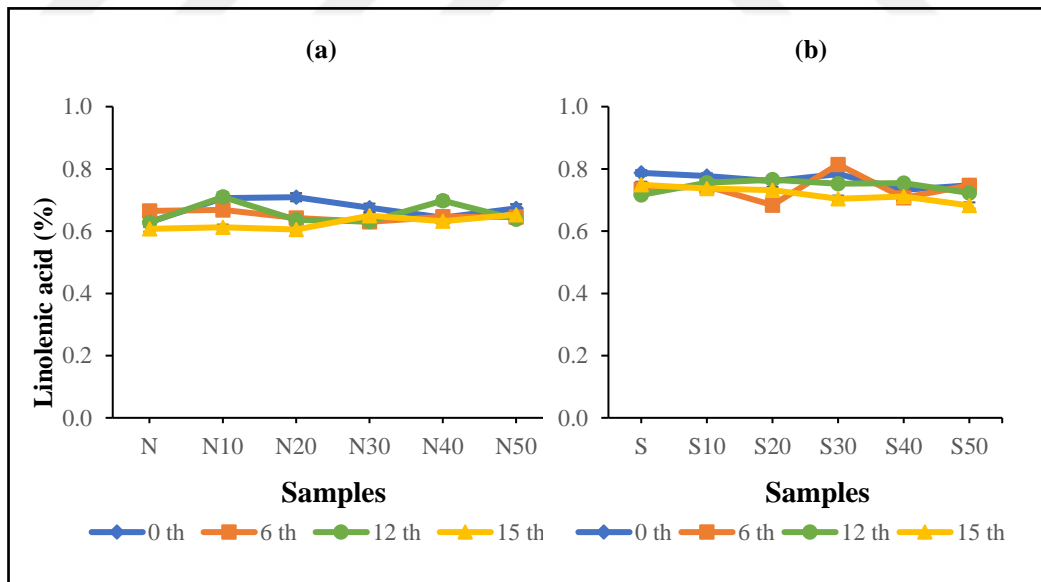 (a)
(b)
Linolenic acid (%)
1.0
0.8
0.6
0.4
0.2
0.0
N N10 N20 N30 N40 N50
Samples
0 th 6 th 12 th 15 th
1.0
0.8
0.6
0.4
0.2
0.0
S S10 S20 S30 S40 S50
Samples
0 th 6 th 12 th 15 th